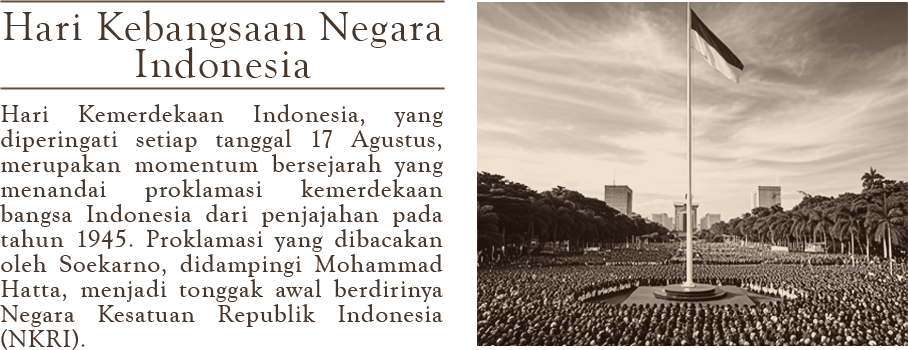 Hari Kebangsaan Negara
Indonesia
Hari Kemerdekaan Indonesia, yang
diperingati setiap tanggal 17 Agustus,
merupakan momentum bersejarah yang
menandai proklamasi kemerdekaan
bangsa Indonesia dari penjajahan pada
tahun 1945. Proklamasi yang dibacakan
oleh Soekarno, didampingi Mohammad
Hatta, menjadi tonggak awal berdirinya
Negara Kesatuan Republik Indonesia
(NKRI).